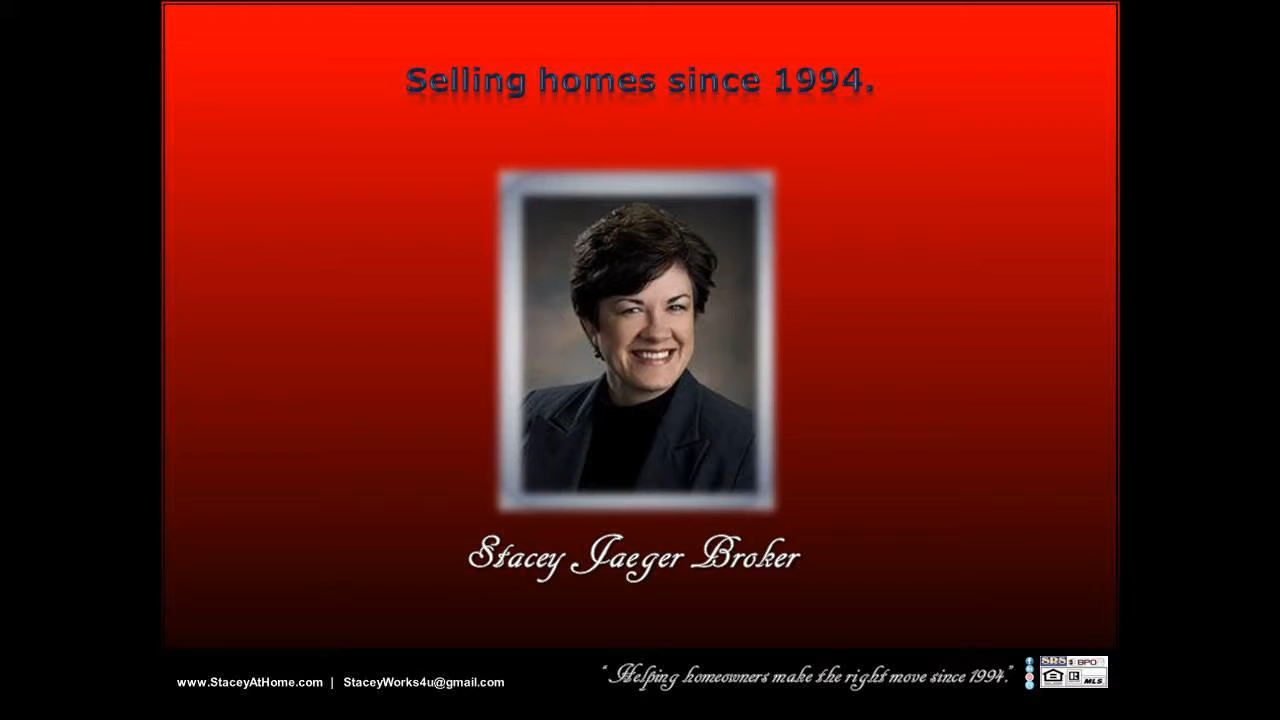 Selling homes since 1994.
Stacey Jaeger Broker
www.StaceyAtHome.com | StaceyWorks4u@gmail.com
“Helping homeowners make the right move since 1994.”
SRS BPO
R MLS